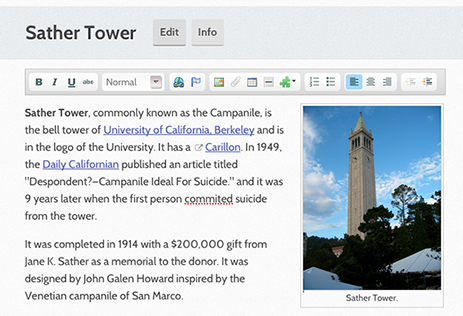 Sather Tower Edit Info
B I U abc Normal
Sather Tower, commonly known as the Campanile, is
the bell tower of University of California, Berkeley and is
in the logo of the University. It has a Carillon. In 1949,
the Daily Californian published an article titled
"Despondent?—Campanile Ideal For Suicide." and it was
9 years later when the first person commited suicide
from the tower.
It was completed in 1914 with a $200,000 gift from
Jane K. Sather as a memorial to the donor. It was
designed by John Galen Howard inspired by the
Venetian campanile of San Marco.
Sather Tower.